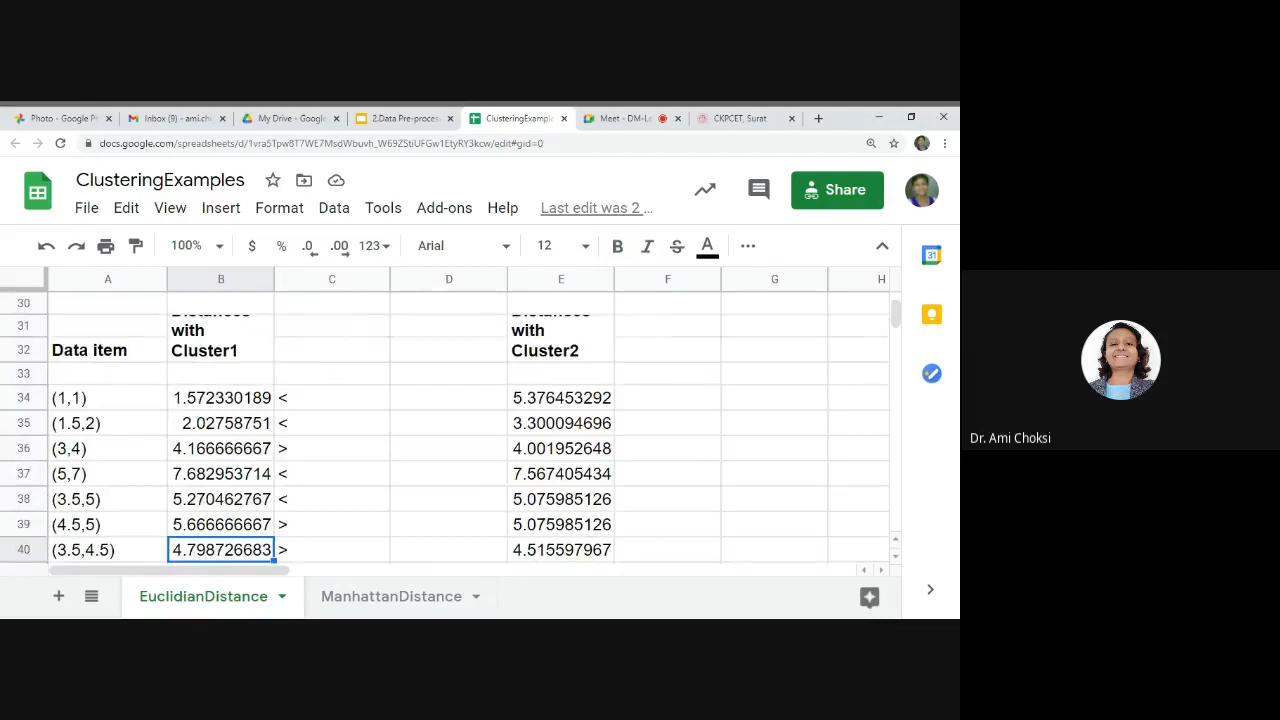 Photo - Google P
Inbox (9) - ami.ch
My Drive - Google
2.Data Pre-proces
ClusteringExample
Meet - DM-Le
CKPCET, Surat
docs.google.com/spreadsheets/d/1vra5Tpw8T7WE7MsdWbuvh_W69ZStiUFGw1EtyRY3kcw/edit#gid=0
ClusteringExamples
Share
File Edit View Insert Format Data Tools Add-ons Help Last edit was 2 ...
100% $ % .0 .00 123 Arial 12 B I S A ...
31
A B C D E F G H
30
31 Distances with Distances with
32 Data item Cluster1 Cluster2
33
34 (1,1) 1.572330189 < 5.376453292
35 (1.5,2) 2.02758751 < 3.300094696
36 (3,4) 4.166666667 > 4.001952648
37 (5,7) 7.682953714 < 7.567405434
38 (3.5,5) 5.270462767 < 5.075985126
39 (4.5,5) 5.666666667 > 5.075985126
40 (3.5,4.5) 4.798726683 > 4.515597967
EuclidianDistance ManhattanDistance
Dr. Ami Choksi